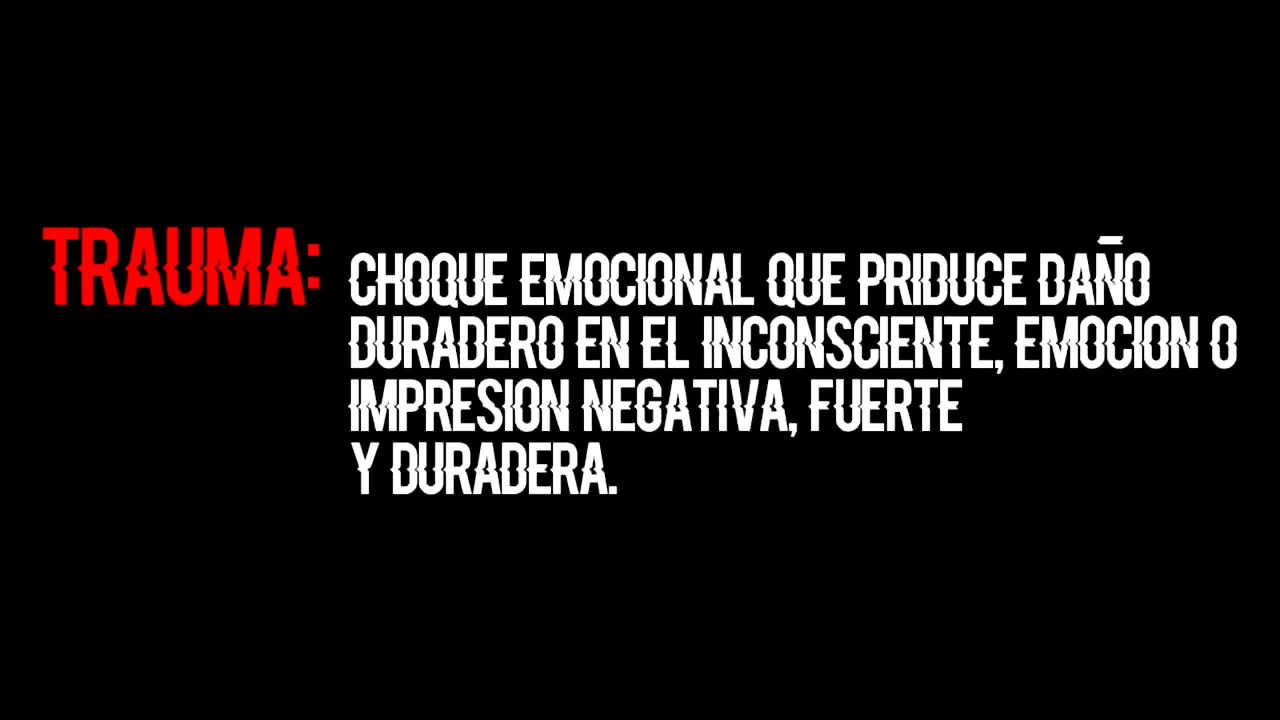 TRAUMA:
CHOQUE EMOCIONAL QUE PRIDUCE DAÑO
DURADERO EN EL INCONSCIENTE, EMOCION O
IMPRESION NEGATIVA, FUERTE
Y DURADERA.